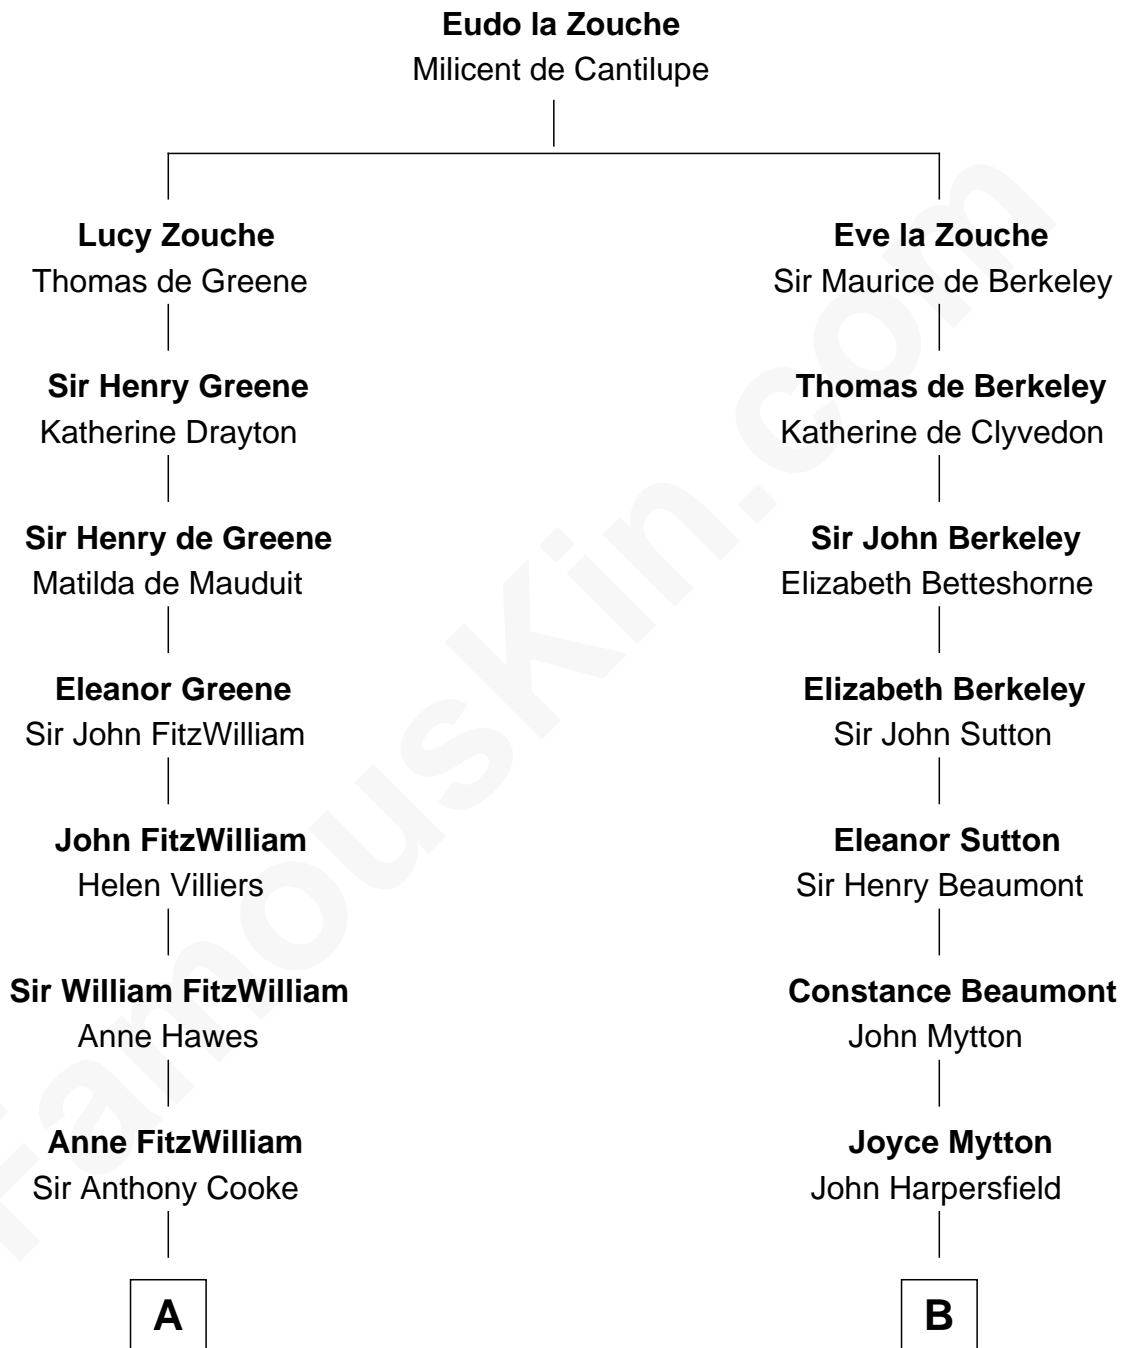 Eudo la Zouche
Milicent de Cantilupe
Lucy Zouche
Thomas de Greene
Eve la Zouche
Sir Maurice de Berkeley
Sir Henry Greene
Katherine Drayton
Thomas de Berkeley
Katherine de Clyvedon
Sir Henry de Greene
Matilda de Mauduit
Sir John Berkeley
Elizabeth Betteshorne
Eleanor Greene
Sir John FitzWilliam
Elizabeth Berkeley
Sir John Sutton
John FitzWilliam
Helen Villiers
Eleanor Sutton
Sir Henry Beaumont
Sir William FitzWilliam
Anne Hawes
Constance Beaumont
John Mytton
Anne FitzWilliam
Sir Anthony Cooke
Joyce Mytton
John Harpersfield
A
B
FamousKin.com